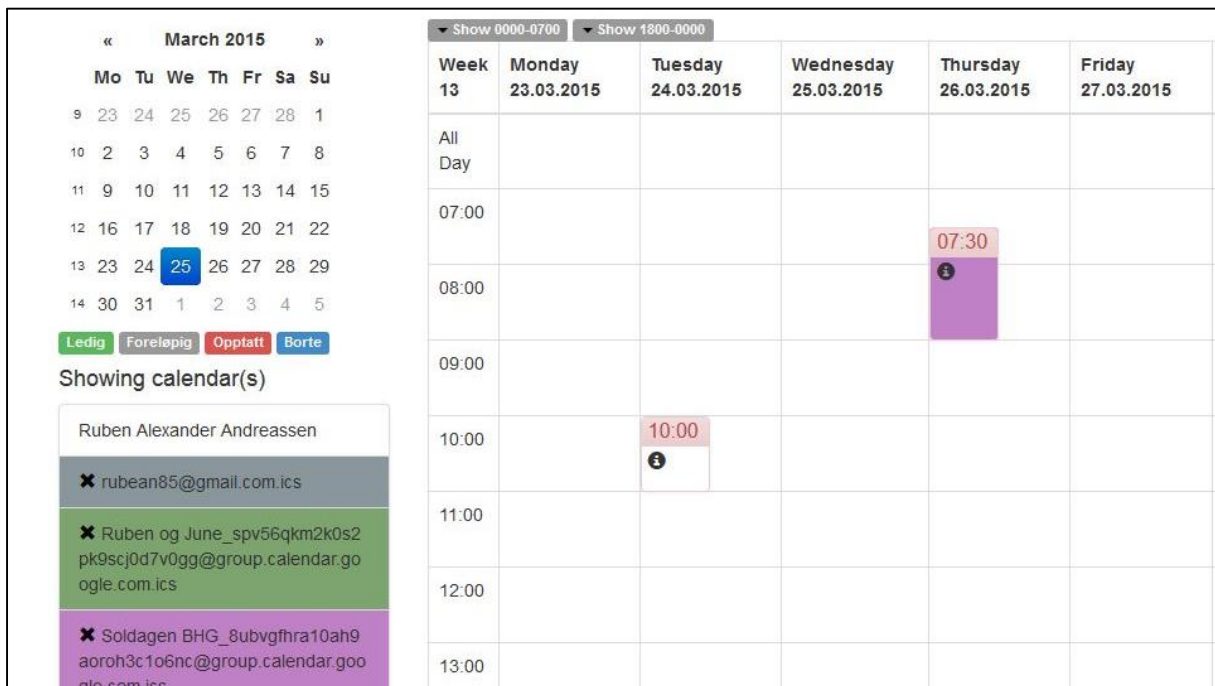 « March 2015 »
Mo Tu We Th Fr Sa Su
9 23 24 25 26 27 28 1
10 2 3 4 5 6 7 8
11 9 10 11 12 13 14 15
12 16 17 18 19 20 21 22
13 23 24 25 26 27 28 29
14 30 31 1 2 3 4 5
Ledig Foreløpig Opptatt Borte
Showing calendar(s)
Ruben Alexander Andreassen
rubean85@gmail.com.ics
Ruben og June_spv56qkm2k0s2
pk9scj0d7v0gg@group.calendar.go
ogle.com.ics
Soldagen BHG_8ubvgfhra10ah9
aoroh3c1o6nc@group.calendar.goo
gle.com.ics
Show 0000-0700 Show 1800-0000
Week Monday Tuesday Wednesday Thursday Friday
13 23.03.2015 24.03.2015 25.03.2015 26.03.2015 27.03.2015
All
Day
07:00
07:30
08:00
09:00
10:00 10:00
11:00
12:00
13:00